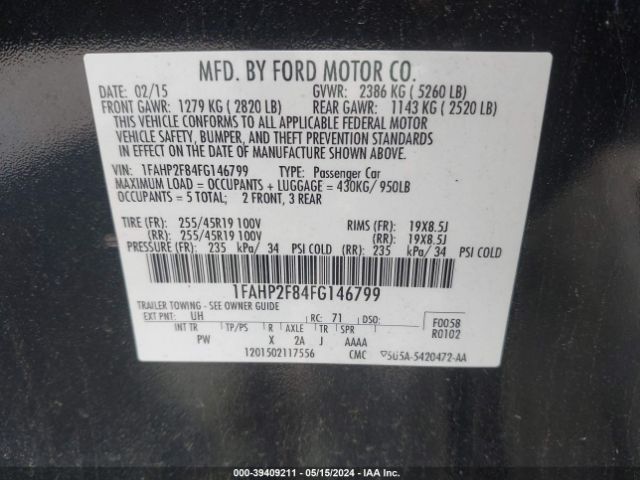 MFD. BY FORD MOTOR CO.
DATE: 02/15 GVWR: 2386 KG ( 5260 LB)
FRONT GAWR: 1279 KG ( 2820 LB) REAR GAWR: 1143 KG ( 2520 LB)
THIS VEHICLE CONFORMS TO ALL APPLICABLE FEDERAL MOTOR
VEHICLE SAFETY, BUMPER, AND THEFT PREVENTION STANDARDS
IN EFFECT ON THE DATE OF MANUFACTURE SHOWN ABOVE.
VIN: 1FAHP2F84FG146799 TYPE: Passenger Car
MAXIMUM LOAD = OCCUPANTS + LUGGAGE = 430KG/ 950LB
OCCUPANTS = 5 TOTAL; 2 FRONT, 3 REAR
TIRE (FR): 255/45R19 100V RIMS (FR): 19X8.5J
(RR): 255/45R19 100V (RR): 19X8.5J
PRESSURE (FR): 235 kPa/ 34 PSI COLD (RR): 235 kPa/ 34 PSI COLD
1FAHP2F84FG146799
TRAILER TOWING - SEE OWNER GUIDE
EXT PNT: UH RC: 71 DSO: F0058
INT TR TP/PS R AXLE TR SPR R0102
PW X 2A J AAAA
1201502117556 CMC 5U5A-5420472-AA
000-39409211 - 05/15/2024 - IAA Inc.